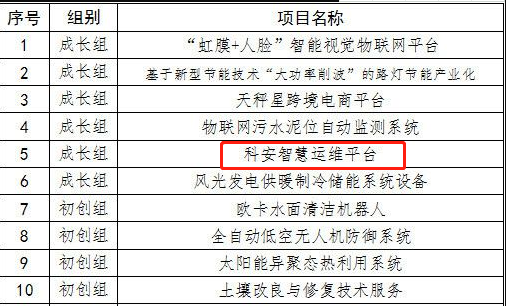 序号 组别 项目名称
1 成长组 “虹膜+人脸”智能视觉物联网平台
2 成长组 基于新型节能技术“大功率削波”的路灯节能产业化
3 成长组 天秤星跨境电商平台
4 成长组 物联网污水泥位自动监测系统
5 成长组 科安智慧运维平台
6 成长组 风光发电供暖制冷储能系统设备
7 初创组 欧卡水面清洁机器人
8 初创组 全自动低空无人机防御系统
9 初创组 太阳能异聚态热利用系统
10 初创组 土壤改良与修复技术服务